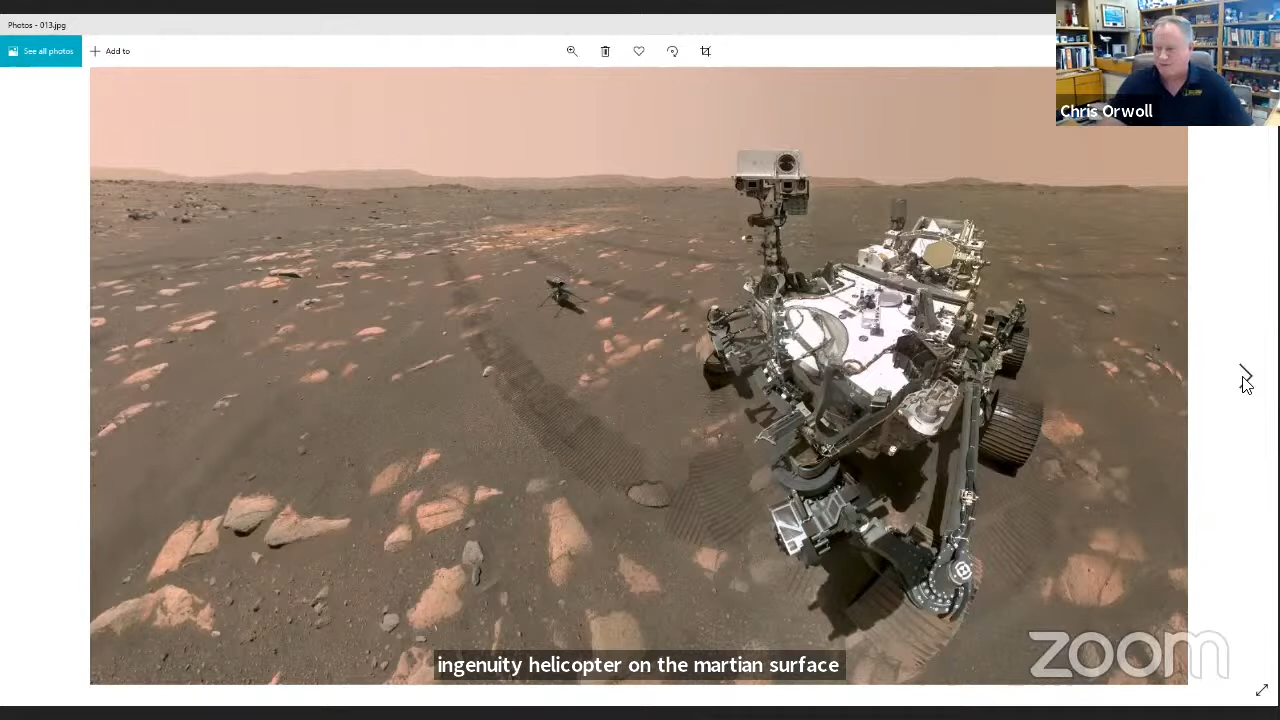 Photos - 013.jpg
See all photos
Add to
Chris Orwoll
ingenuity helicopter on the martian surface
zoom